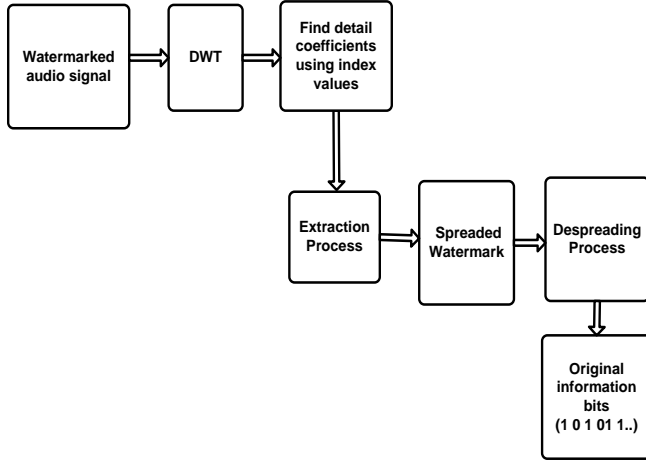 Watermarked
audio signal
DWT
Find detail
coefficients
using index
values
Extraction
Process
Spreaded
Watermark
Despreading
Process
Original
information
bits
(1 0 1 01 1..)